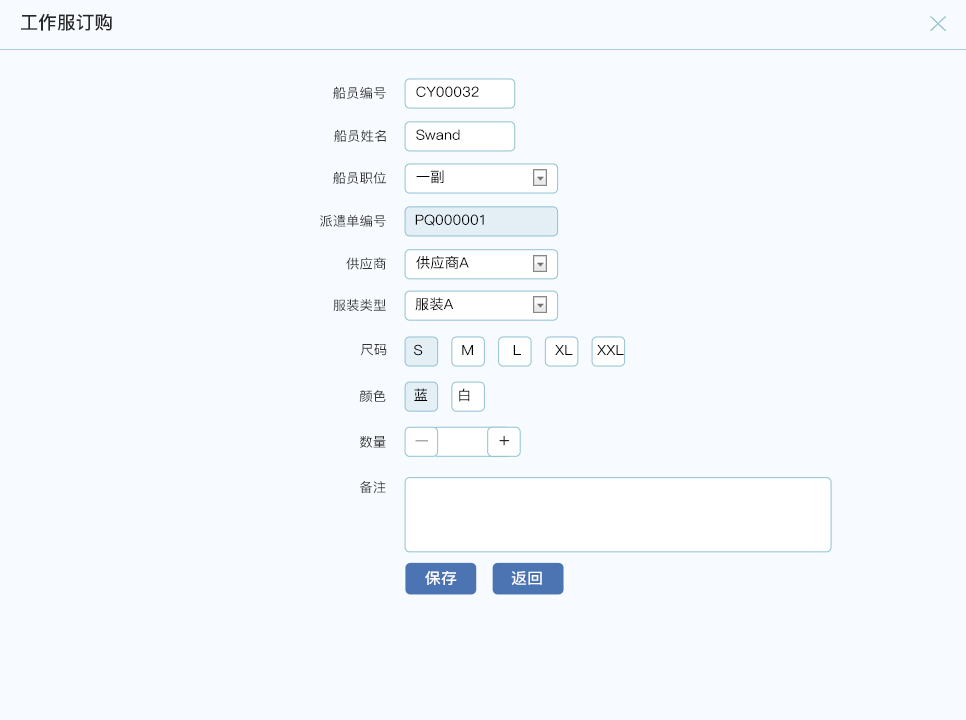 工作服订购
船员编号 CY00032
船员姓名 Swand
船员职位 一副
派遣单编号 PQ000001
供应商 供应商A
服装类型 服装A
尺码 S M L XL XXL
颜色 蓝 白
数量 — +
备注
保存 返回